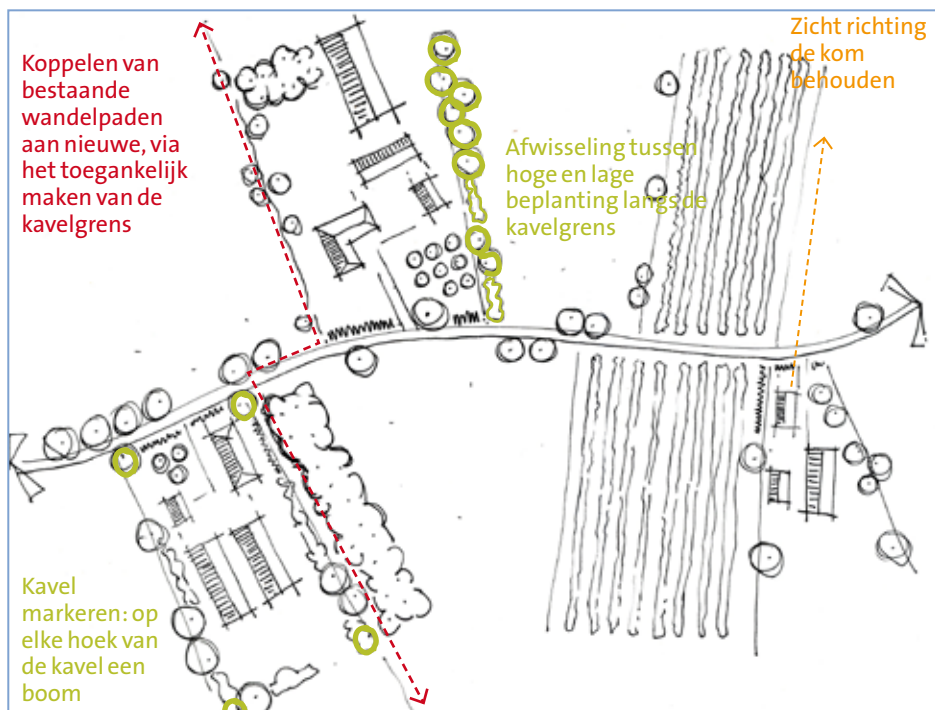 Koppelen van
bestaande
wandelpaden
aan nieuwe, via
het toegankelijk
maken van de
kavelgrens
Zicht richting
de kom
behouden
Afwisseling tussen
hoge en lage
beplanting langs de
kavelgrens
Kavel
markeren: op
elke hoek van
de kavel een
boom